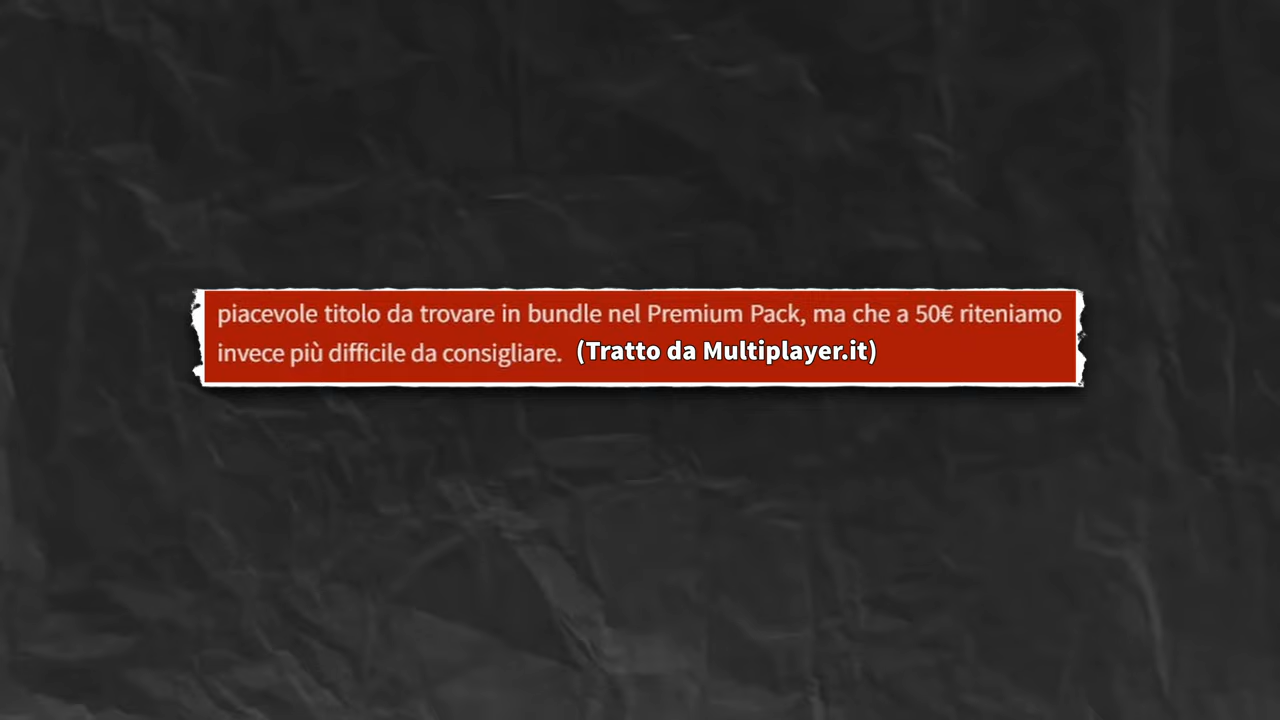 piacevole titolo da trovare in bundle nel Premium Pack, ma che a 50€ riteniamo
invece più difficile da consigliare. (Tratto da Multiplayer.it)